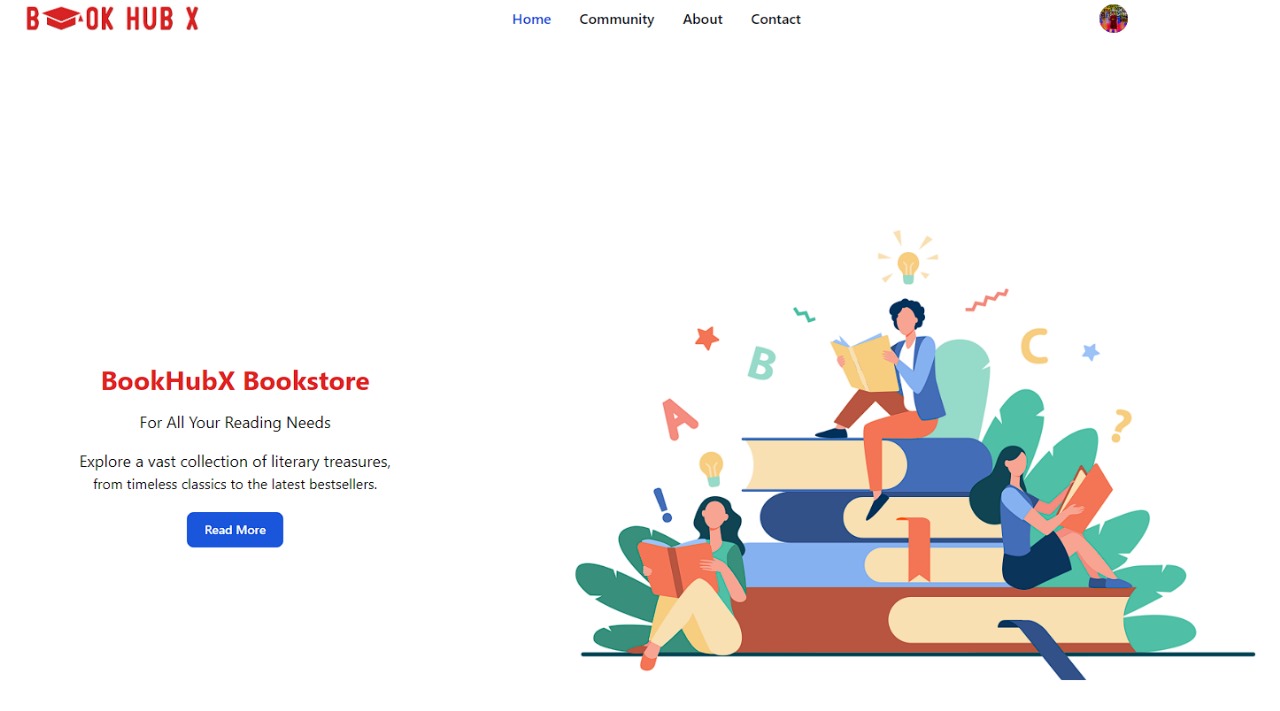 BOOK HUB X
Home Community About Contact
BookHubX Bookstore
For All Your Reading Needs
Explore a vast collection of literary treasures,
from timeless classics to the latest bestsellers.
Read More
A
B
C
?
!